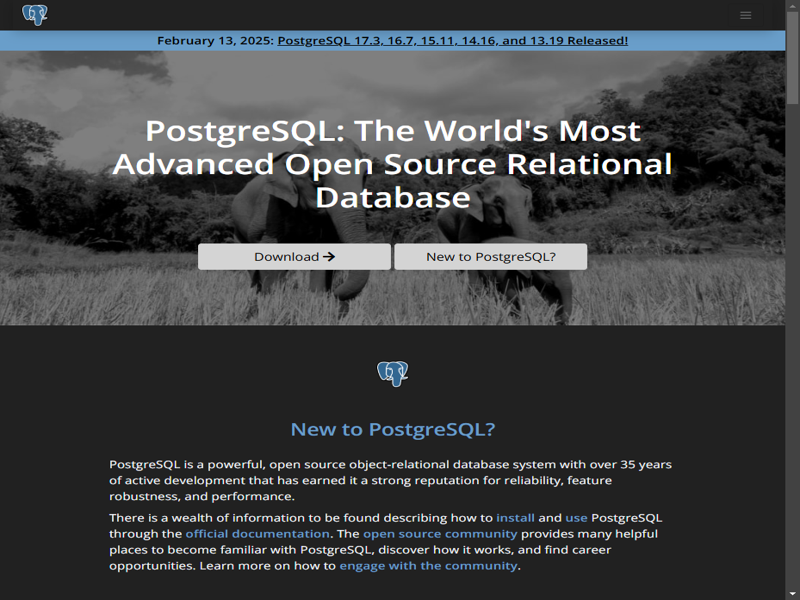 February 13, 2025: PostgreSQL 17.3, 16.7, 15.11, 14.16, and 13.19 Released!
PostgreSQL: The World's Most
Advanced Open Source Relational
Database
Download
New to PostgreSQL?
New to PostgreSQL?
PostgreSQL is a powerful, open source object-relational database system with over 35 years
of active development that has earned it a strong reputation for reliability, feature
robustness, and performance.
There is a wealth of information to be found describing how to install and use PostgreSQL
through the official documentation. The open source community provides many helpful
places to become familiar with PostgreSQL, discover how it works, and find career
opportunities. Learn more on how to engage with the community.